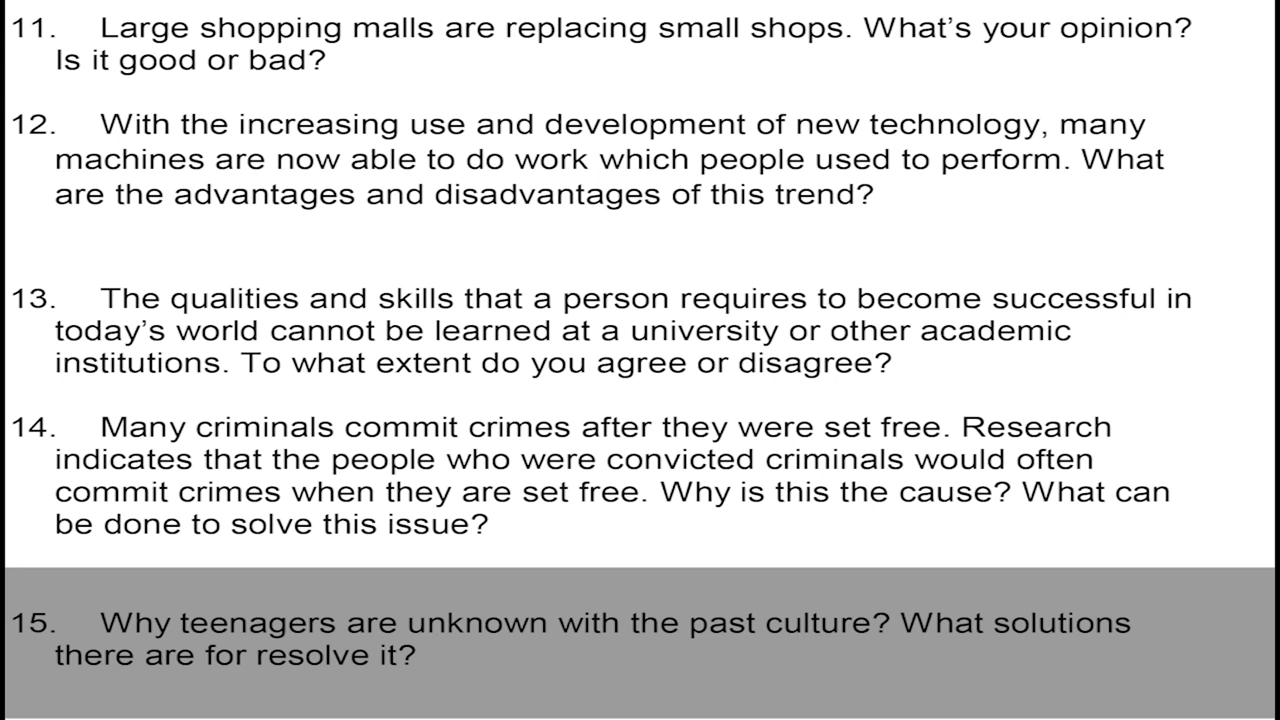 11. Large shopping malls are replacing small shops. What's your opinion?
Is it good or bad?
12. With the increasing use and development of new technology, many
machines are now able to do work which people used to perform. What
are the advantages and disadvantages of this trend?
13. The qualities and skills that a person requires to become successful in
today's world cannot be learned at a university or other academic
institutions. To what extent do you agree or disagree?
14. Many criminals commit crimes after they were set free. Research
indicates that the people who were convicted criminals would often
commit crimes when they are set free. Why is this the cause? What can
be done to solve this issue?
15. Why teenagers are unknown with the past culture? What solutions
there are for resolve it?